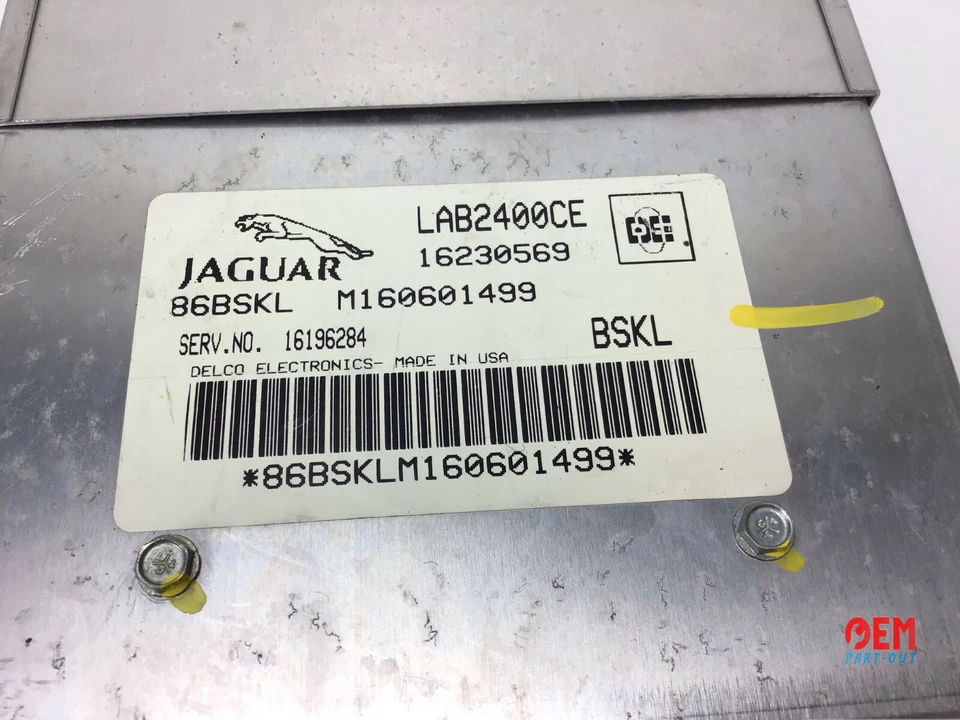 JAGUAR
LAB2400CE
16230569
86BSKL M160601499
SERV.NO. 16196284
BSKL
DELCO ELECTRONICS- MADE IN USA
*86BSKLM160601499*
OEM
PART-OUT